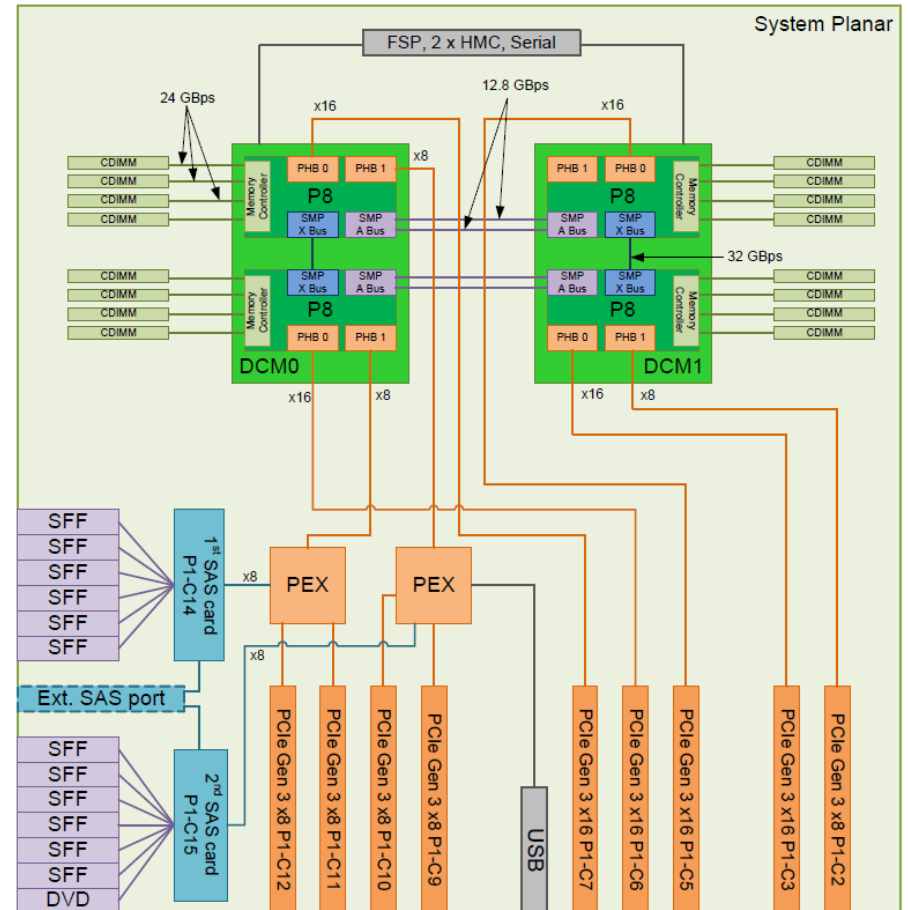 System Planar
FSP, 2 x HMC, Serial
24 GBps
x16
12.8 GBps
x16
x8
CDIMM
CDIMM
CDIMM
CDIMM
Memory
Controller
PHB 0
PHB 1
P8
SMP
X Bus
SMP
A Bus
PHB 1
PHB 0
P8
SMP
A Bus
SMP
X Bus
Memory
Controller
CDIMM
CDIMM
CDIMM
CDIMM
32 GBps
CDIMM
CDIMM
CDIMM
CDIMM
Memory
Controller
SMP
X Bus
SMP
A Bus
P8
PHB 0
PHB 1
DCM0
SMP
A Bus
SMP
X Bus
P8
PHB 0
PHB 1
Memory
Controller
DCM1
CDIMM
CDIMM
CDIMM
CDIMM
x16
x8
x16
x8
SFF
SFF
SFF
SFF
SFF
SFF
1st SAS card
P1-C14
x8
PEX
PEX
x8
Ext. SAS port
SFF
SFF
SFF
SFF
SFF
SFF
DVD
2nd SAS card
P1-C15
PCIe Gen 3 x8 P1-C12
PCIe Gen 3 x8 P1-C11
PCIe Gen 3 x8 P1-C10
PCIe Gen 3 x8 P1-C9
USB
PCIe Gen 3 x16 P1-C7
PCIe Gen 3 x16 P1-C6
PCIe Gen 3 x16 P1-C5
PCIe Gen 3 x16 P1-C3
PCIe Gen 3 x8 P1-C2